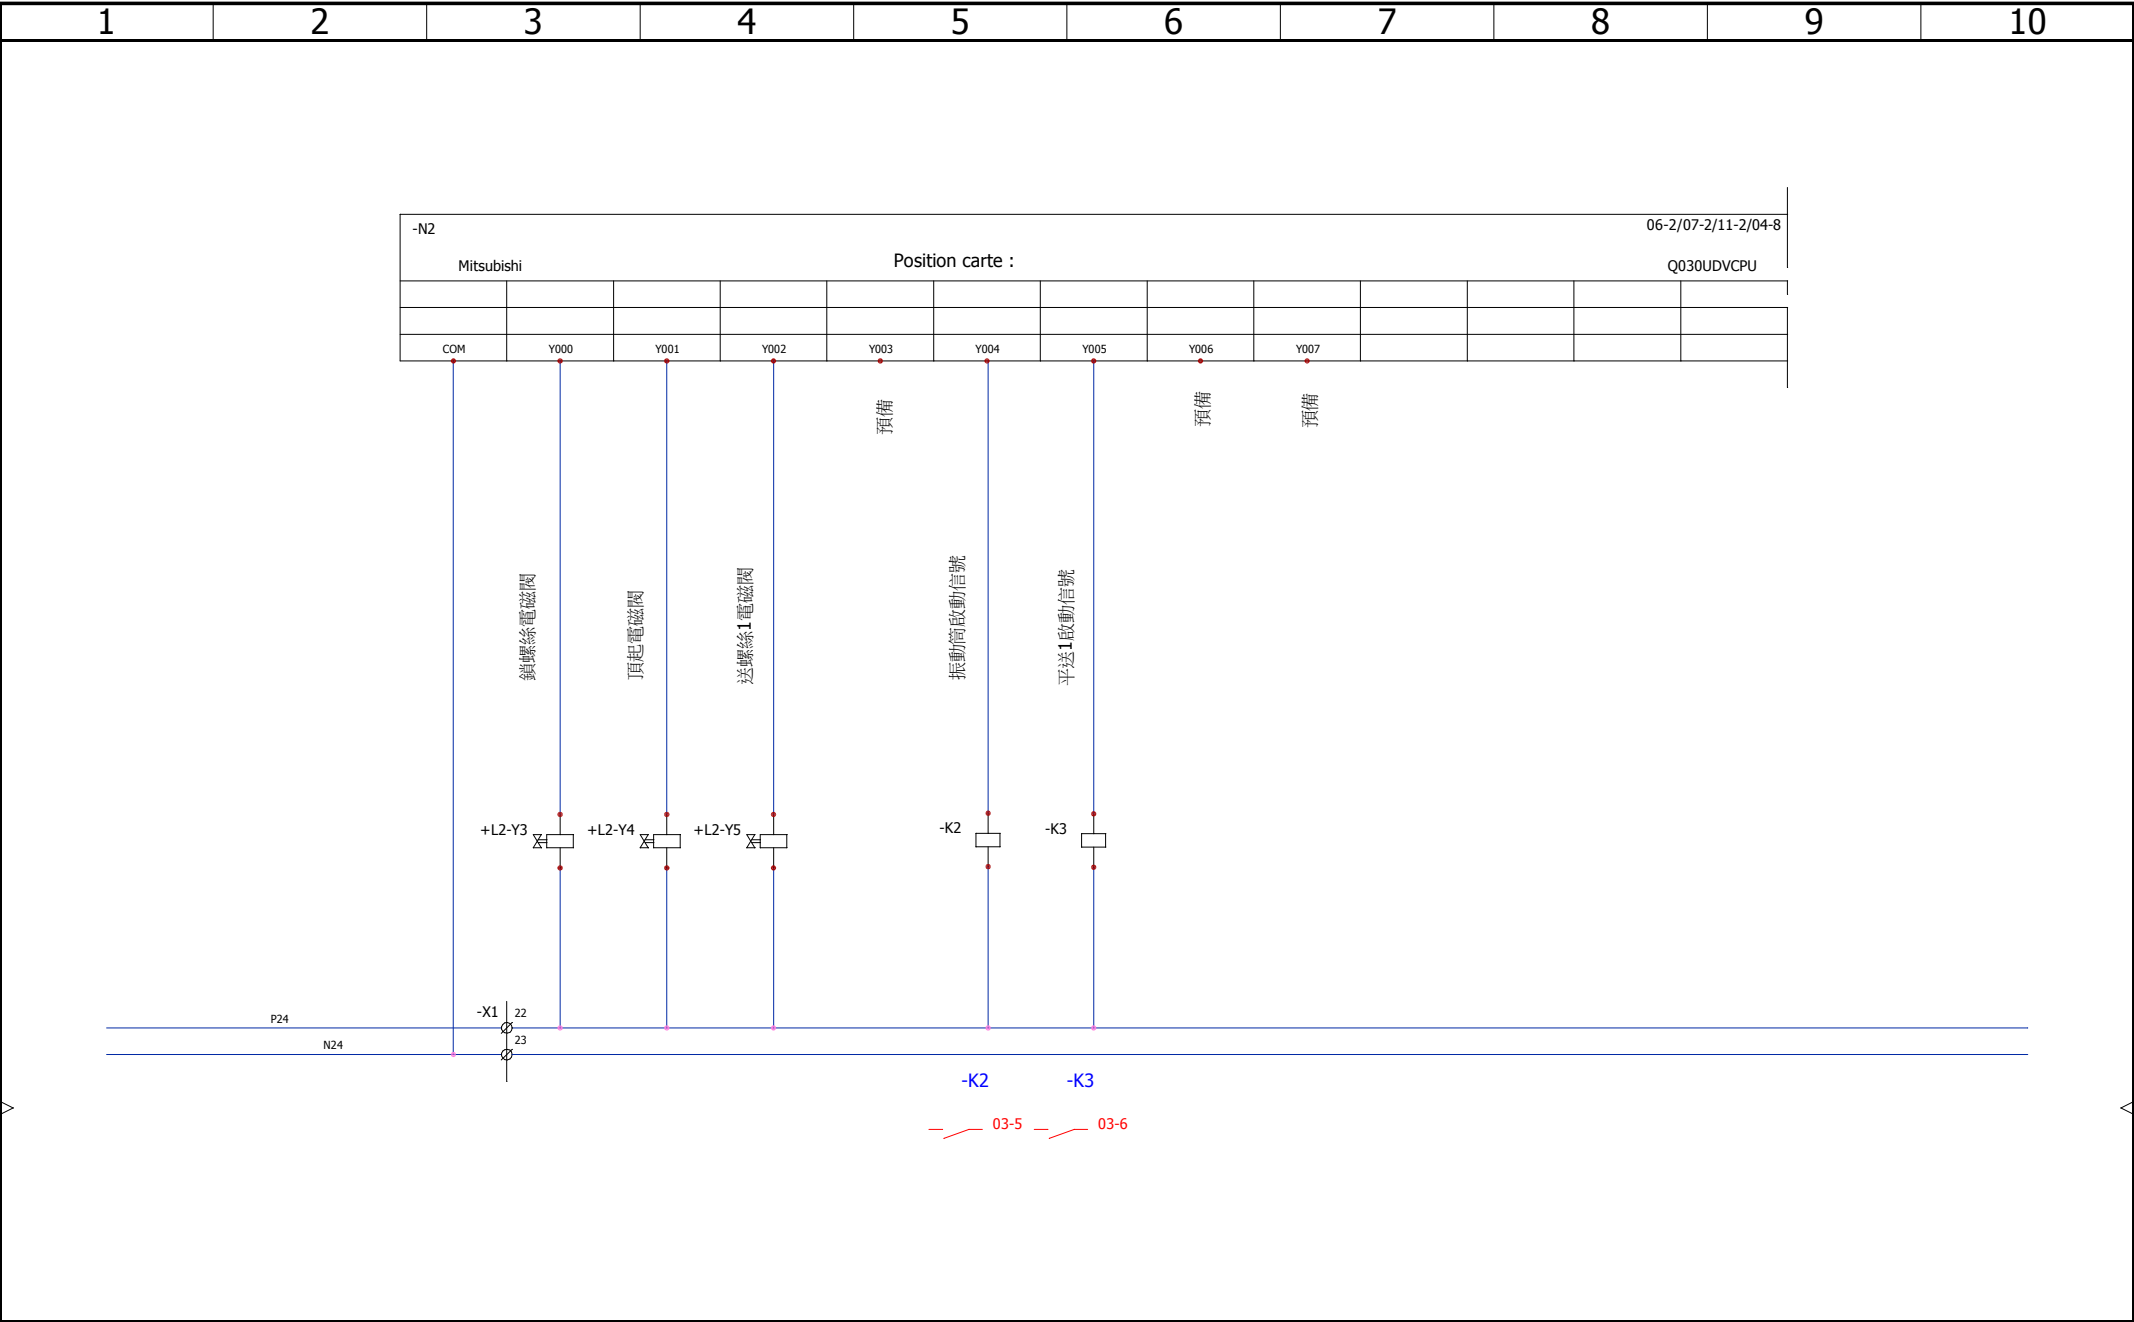 1 2 3 4 5 6 7 8 9 10
-N2 06-2/07-2/11-2/04-8
Mitsubishi Position carte : Q030UDVCPU
COM Y000 Y001 Y002 Y003 Y004 Y005 Y006 Y007
預備
預備
預備
鎖螺絲電磁閥
頂起電磁閥
送螺絲1電磁閥
振動筒啟動信號
平送1啟動信號
+L2-Y3 +L2-Y4 +L2-Y5 -K2 -K3
-X1 22
P24
23
N24
-K2 -K3
03-5 03-6